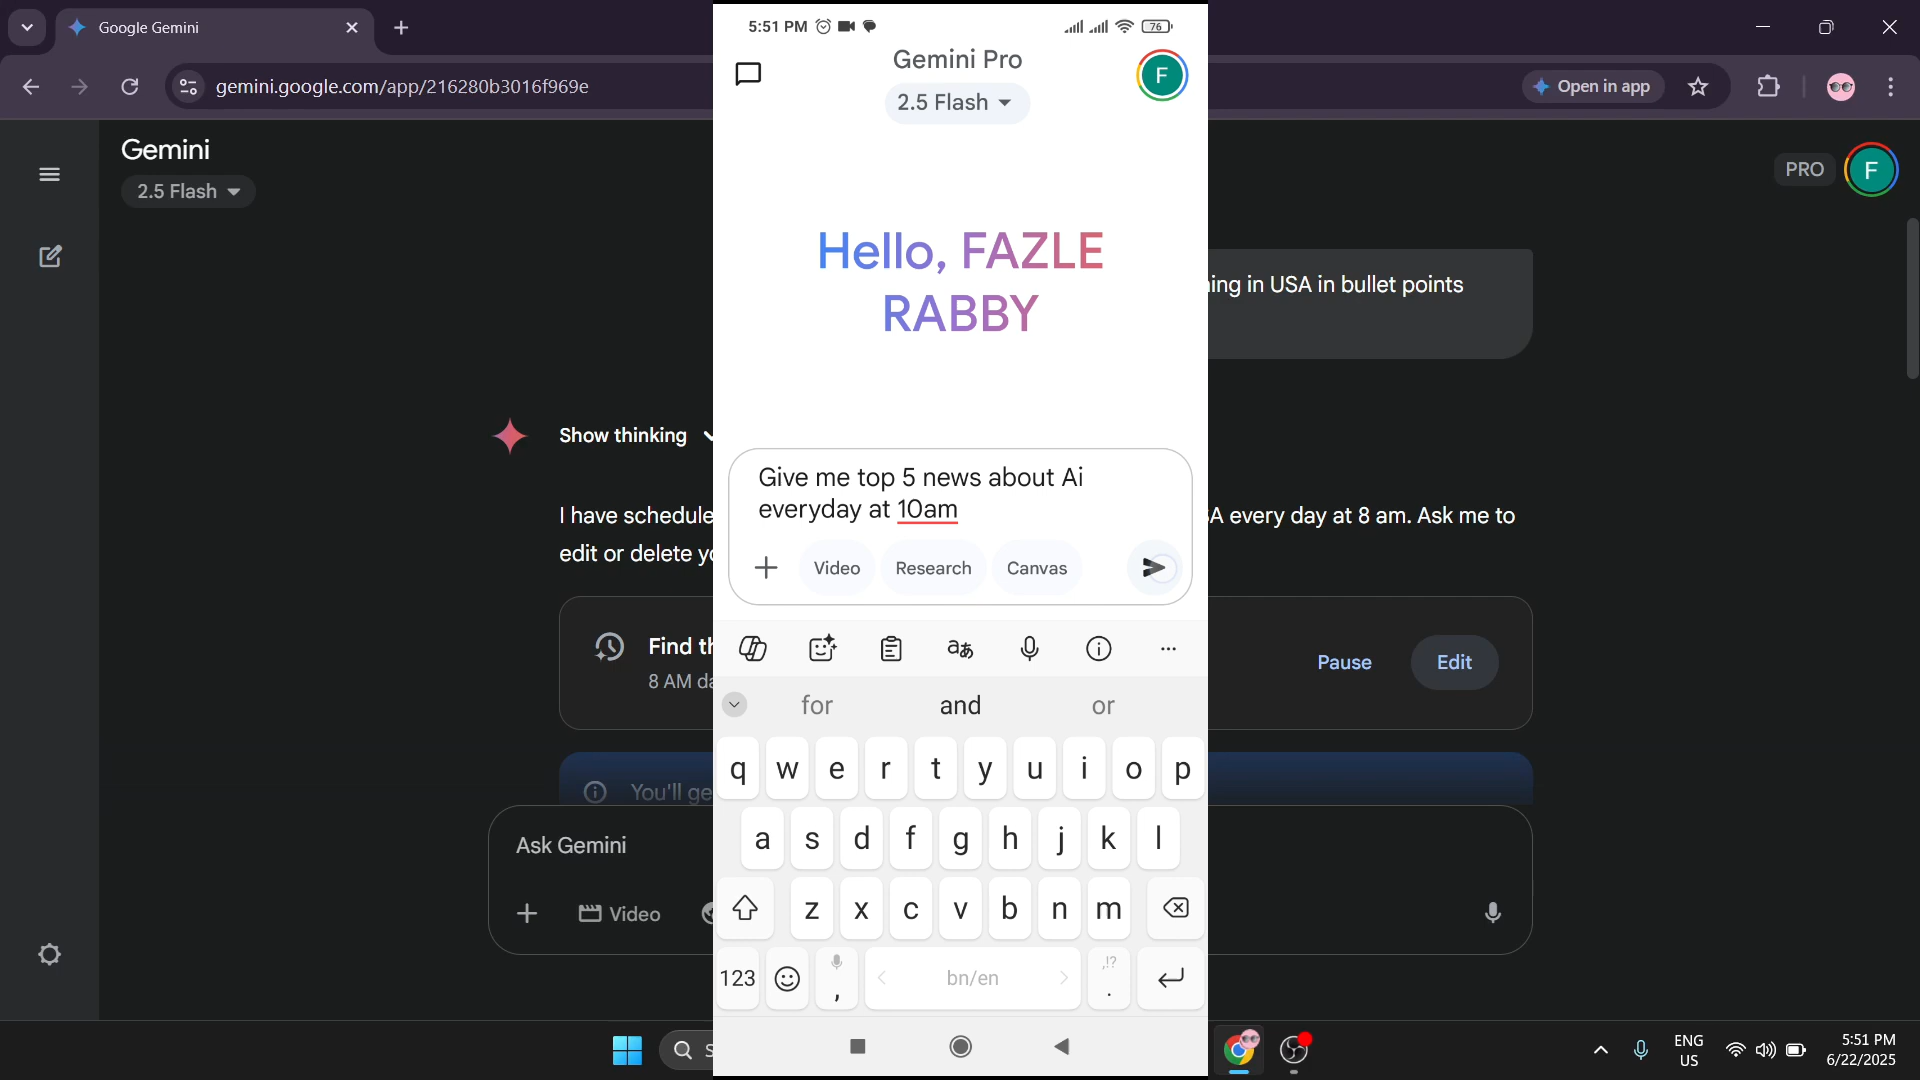 Google Gemini
gemini.google.com/app/216280b3016f969e
Open in app
Gemini
2.5 Flash
PRO
F
ing in USA in bullet points
Show thinking
I have schedule
A every day at 8 am. Ask me to
edit or delete yo
Find th
8 AM da
Pause
Edit
You'll ge
Ask Gemini
Video
5:51 PM
76
Gemini Pro
2.5 Flash
F
Hello, FAZLE
RABBY
Give me top 5 news about Ai
everyday at 10am
Video Research Canvas
for and or
q w e r t y u i o p
a s d f g h j k l
z x c v b n m
123 , bn/en ,!? .
S
ENG
US
5:51 PM
6/22/2025